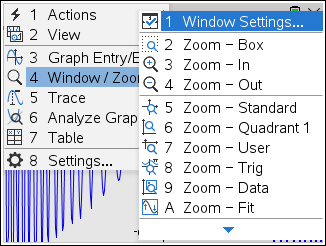 1 Actions
2 View
3 Graph Entry/E
4 Window / Zoo
5 Trace
6 Analyze Grap
7 Table
8 Settings...
1 Window Settings...
2 Zoom – Box
3 Zoom – In
4 Zoom – Out
5 Zoom – Standard
6 Zoom – Quadrant 1
7 Zoom – User
8 Zoom – Trig
9 Zoom – Data
A Zoom – Fit